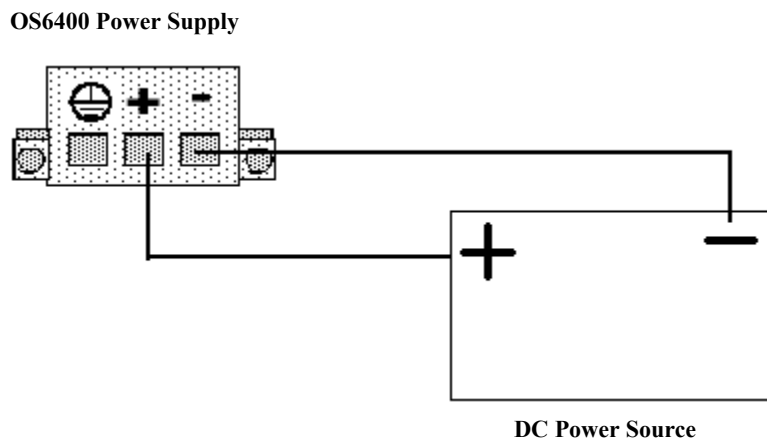 OS6400 Power Supply
+ -
+ −
DC Power Source